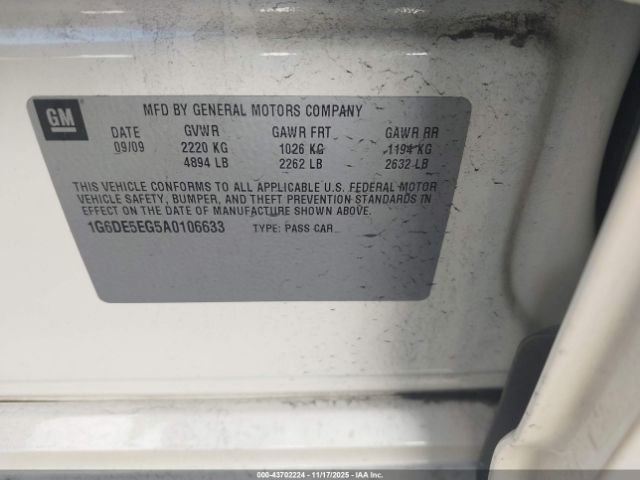 GM
MFD BY GENERAL MOTORS COMPANY
DATE GVWR GAWR FRT GAWR RR
09/09 2220 KG 1026 KG 1194 KG
4894 LB 2262 LB 2632 LB
THIS VEHICLE CONFORMS TO ALL APPLICABLE U.S. FEDERAL MOTOR
VEHICLE SAFETY, BUMPER, AND THEFT PREVENTION STANDARDS IN
EFFECT ON THE DATE OF MANUFACTURE SHOWN ABOVE.
1G6DE5EG5A0106633 TYPE: PASS CAR
000-43702224 - 11/17/2025 - IAA Inc.